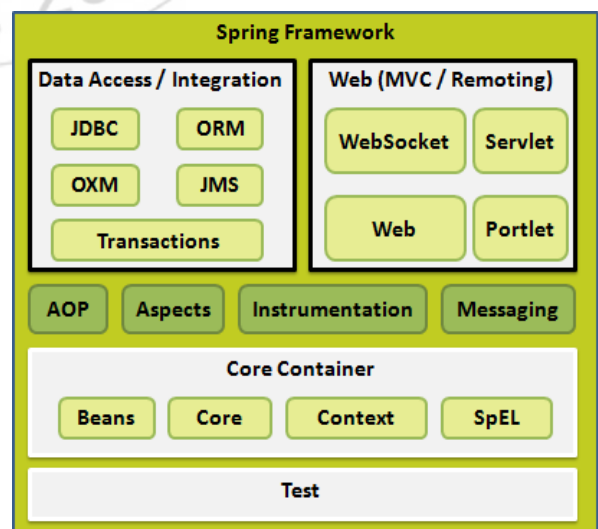 Spring Framework
Data Access / Integration
JDBC
ORM
OXM
JMS
Transactions
Web (MVC / Remoting)
WebSocket
Servlet
Web
Portlet
AOP
Aspects
Instrumentation
Messaging
Core Container
Beans
Core
Context
SpEL
Test